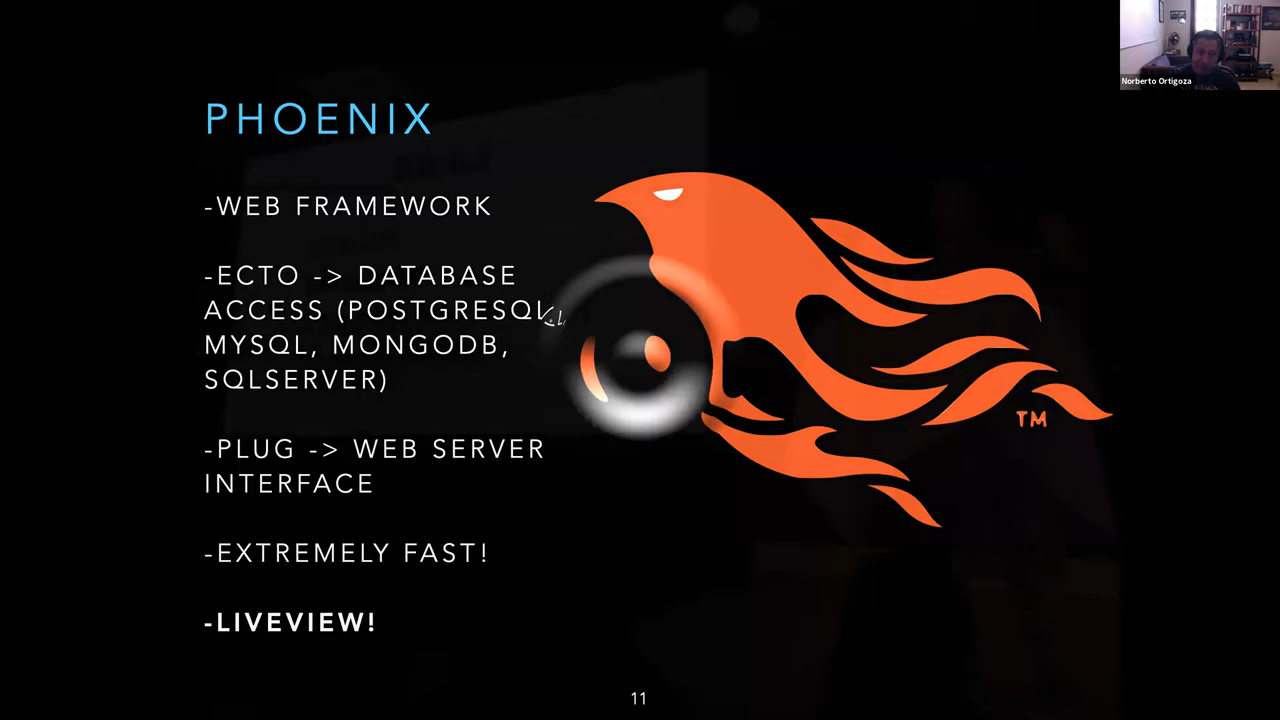 Norberto Ortigoza
PHOENIX
-WEB FRAMEWORK
-ECTO -> DATABASE
ACCESS (POSTGRESQL,
MYSQL, MONGODB,
SQLSERVER)
-PLUG -> WEB SERVER
INTERFACE
-EXTREMELY FAST!
-LIVEVIEW!
TM
11